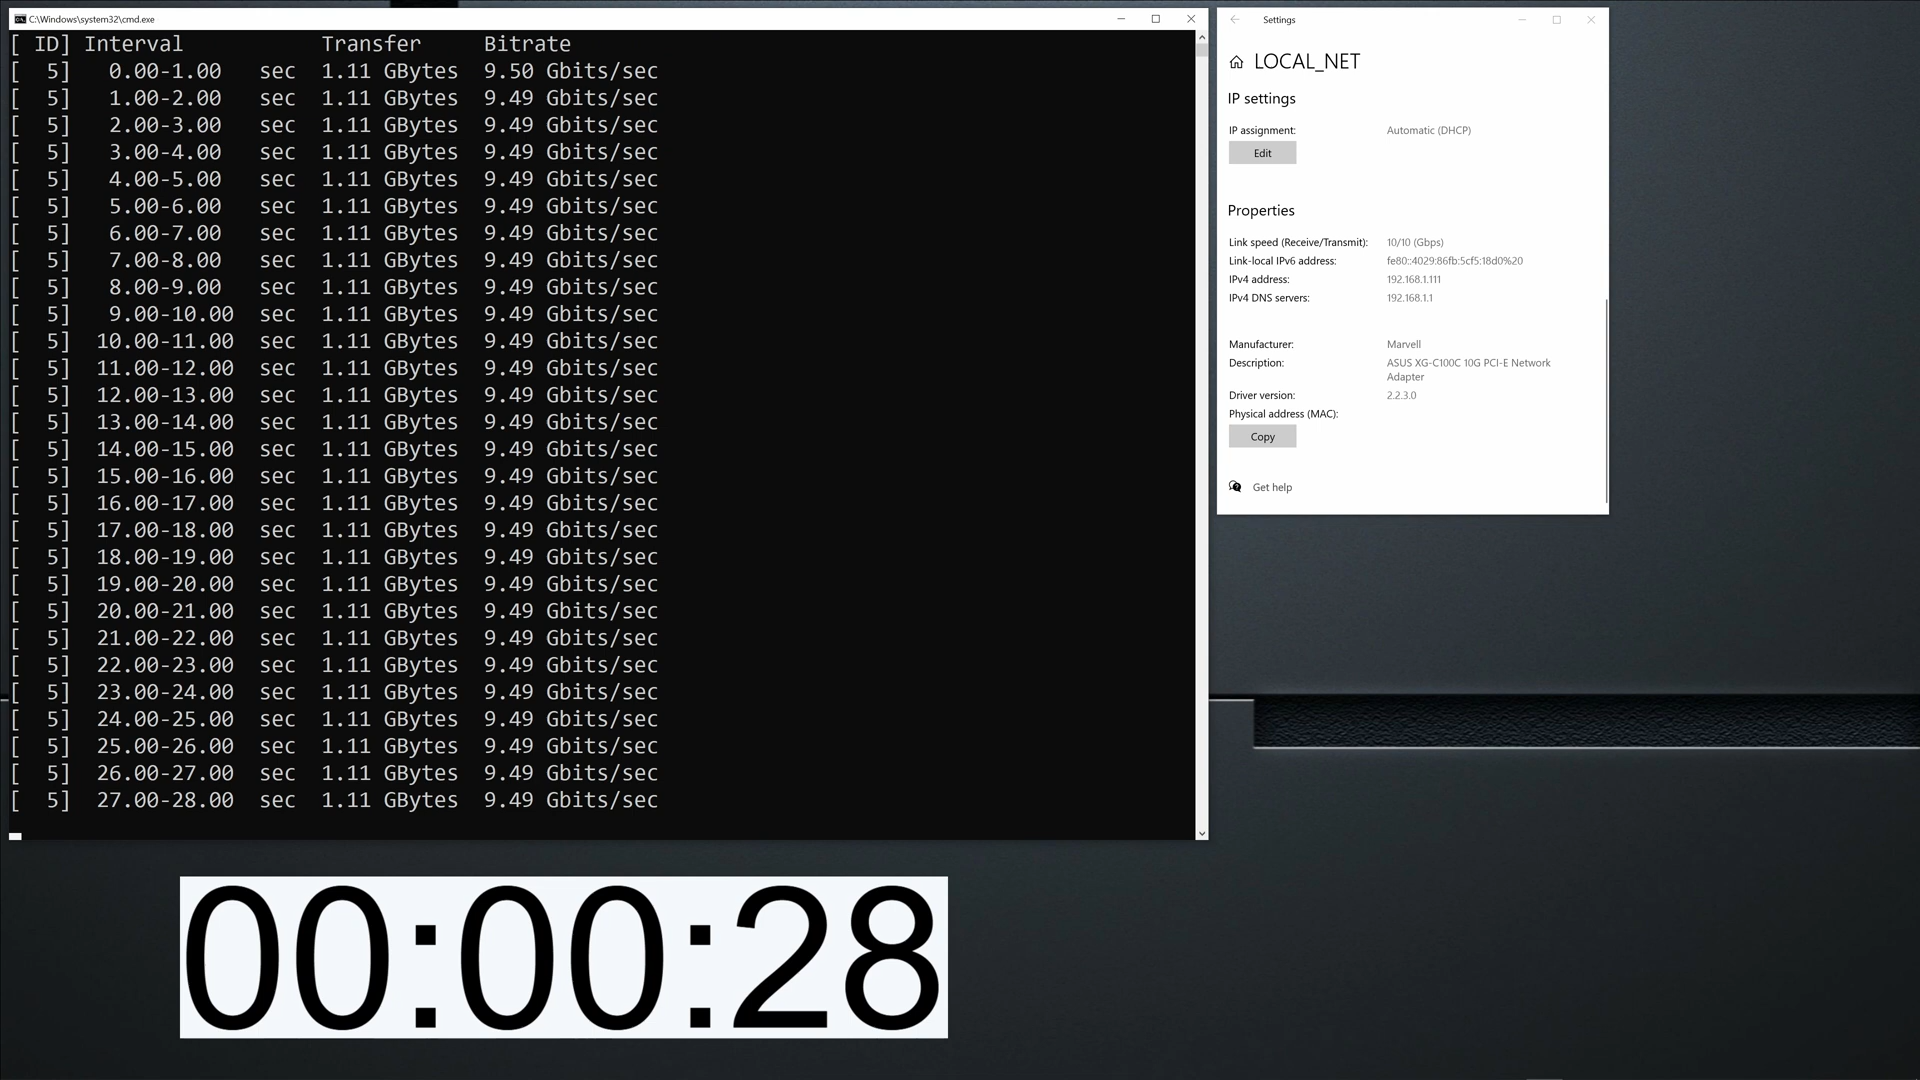 C:\Windows\system32\cmd.exe
[ ID] Interval Transfer Bitrate
[ 5] 0.00-1.00 sec 1.11 GBytes 9.50 Gbits/sec
[ 5] 1.00-2.00 sec 1.11 GBytes 9.49 Gbits/sec
[ 5] 2.00-3.00 sec 1.11 GBytes 9.49 Gbits/sec
[ 5] 3.00-4.00 sec 1.11 GBytes 9.49 Gbits/sec
[ 5] 4.00-5.00 sec 1.11 GBytes 9.49 Gbits/sec
[ 5] 5.00-6.00 sec 1.11 GBytes 9.49 Gbits/sec
[ 5] 6.00-7.00 sec 1.11 GBytes 9.49 Gbits/sec
[ 5] 7.00-8.00 sec 1.11 GBytes 9.49 Gbits/sec
[ 5] 8.00-9.00 sec 1.11 GBytes 9.49 Gbits/sec
[ 5] 9.00-10.00 sec 1.11 GBytes 9.49 Gbits/sec
[ 5] 10.00-11.00 sec 1.11 GBytes 9.49 Gbits/sec
[ 5] 11.00-12.00 sec 1.11 GBytes 9.49 Gbits/sec
[ 5] 12.00-13.00 sec 1.11 GBytes 9.49 Gbits/sec
[ 5] 13.00-14.00 sec 1.11 GBytes 9.49 Gbits/sec
[ 5] 14.00-15.00 sec 1.11 GBytes 9.49 Gbits/sec
[ 5] 15.00-16.00 sec 1.11 GBytes 9.49 Gbits/sec
[ 5] 16.00-17.00 sec 1.11 GBytes 9.49 Gbits/sec
[ 5] 17.00-18.00 sec 1.11 GBytes 9.49 Gbits/sec
[ 5] 18.00-19.00 sec 1.11 GBytes 9.49 Gbits/sec
[ 5] 19.00-20.00 sec 1.11 GBytes 9.49 Gbits/sec
[ 5] 20.00-21.00 sec 1.11 GBytes 9.49 Gbits/sec
[ 5] 21.00-22.00 sec 1.11 GBytes 9.49 Gbits/sec
[ 5] 22.00-23.00 sec 1.11 GBytes 9.49 Gbits/sec
[ 5] 23.00-24.00 sec 1.11 GBytes 9.49 Gbits/sec
[ 5] 24.00-25.00 sec 1.11 GBytes 9.49 Gbits/sec
[ 5] 25.00-26.00 sec 1.11 GBytes 9.49 Gbits/sec
[ 5] 26.00-27.00 sec 1.11 GBytes 9.49 Gbits/sec
[ 5] 27.00-28.00 sec 1.11 GBytes 9.49 Gbits/sec
Settings
LOCAL_NET
IP settings
IP assignment: Automatic (DHCP)
Edit
Properties
Link speed (Receive/Transmit): 10/10 (Gbps)
Link-local IPv6 address: fe80::4029:86fb:5cf5:18d0%20
IPv4 address: 192.168.1.111
IPv4 DNS servers: 192.168.1.1
Manufacturer: Marvell
Description: ASUS XG-C100C 10G PCI-E Network
Adapter
Driver version: 2.2.3.0
Physical address (MAC):
Copy
Get help
00:00:28